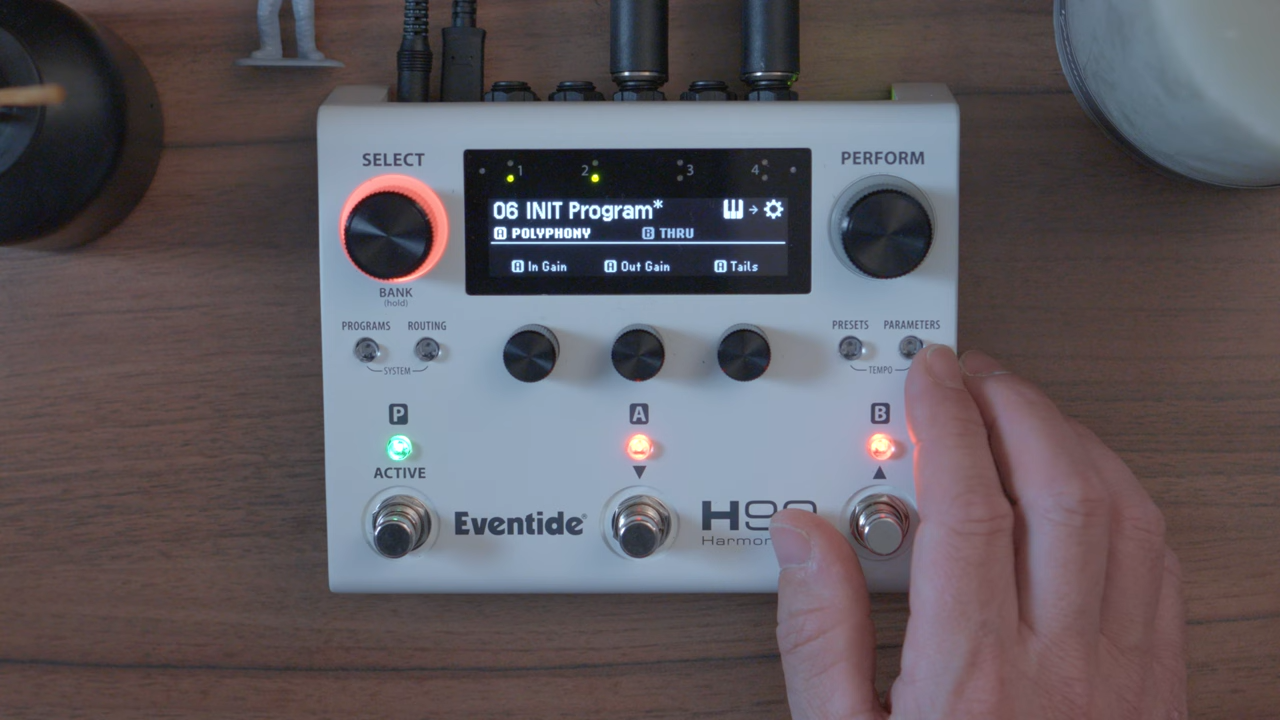 SELECT
PERFORM
1 2 3 4
06 INIT Program*
A POLYPHONY B THRU
A In Gain A Out Gain A Tails
BANK
(hold)
PROGRAMS ROUTING
SYSTEM
PRESETS PARAMETERS
TEMPO
P A B
ACTIVE
Eventide®